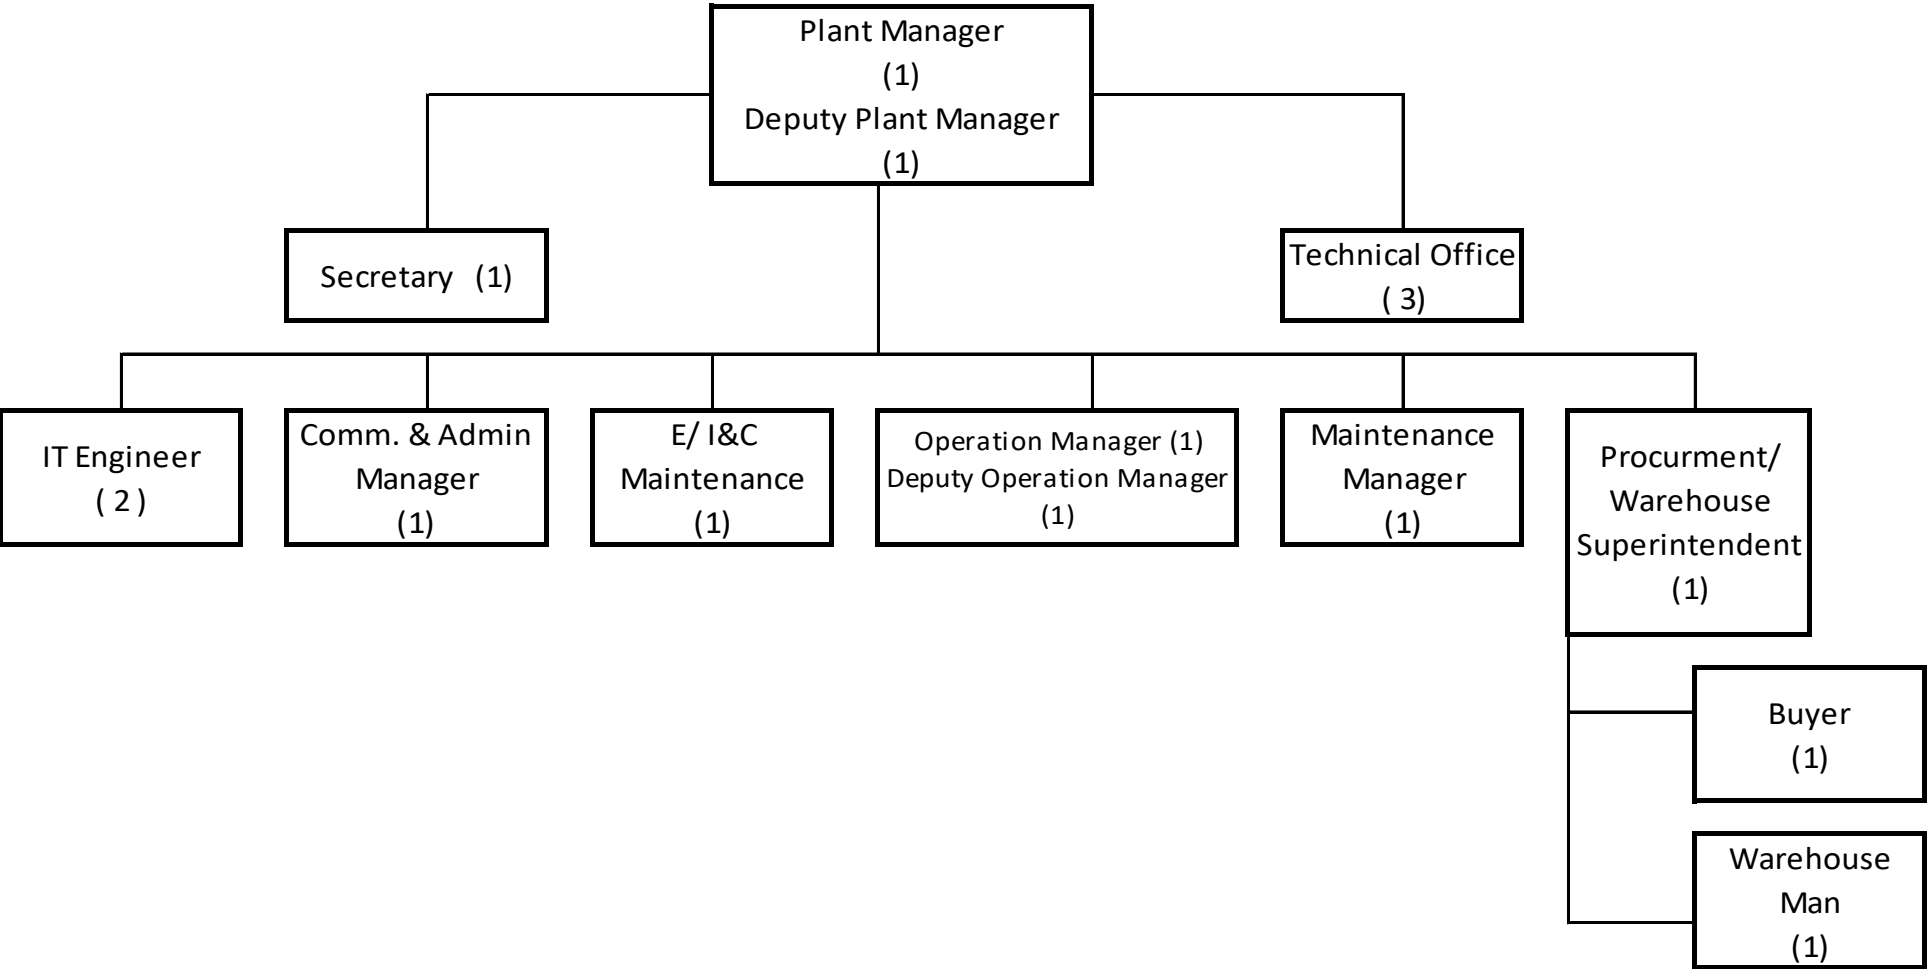 Plant Manager
(1)
Deputy Plant Manager
(1)
Secretary (1)
Technical Office
( 3)
IT Engineer
( 2 )
Comm. & Admin
Manager
(1)
E/ I&C
Maintenance
(1)
Operation Manager (1)
Deputy Operation Manager
(1)
Maintenance
Manager
(1)
Procurment/
Warehouse
Superintendent
(1)
Buyer
(1)
Warehouse
Man
(1)